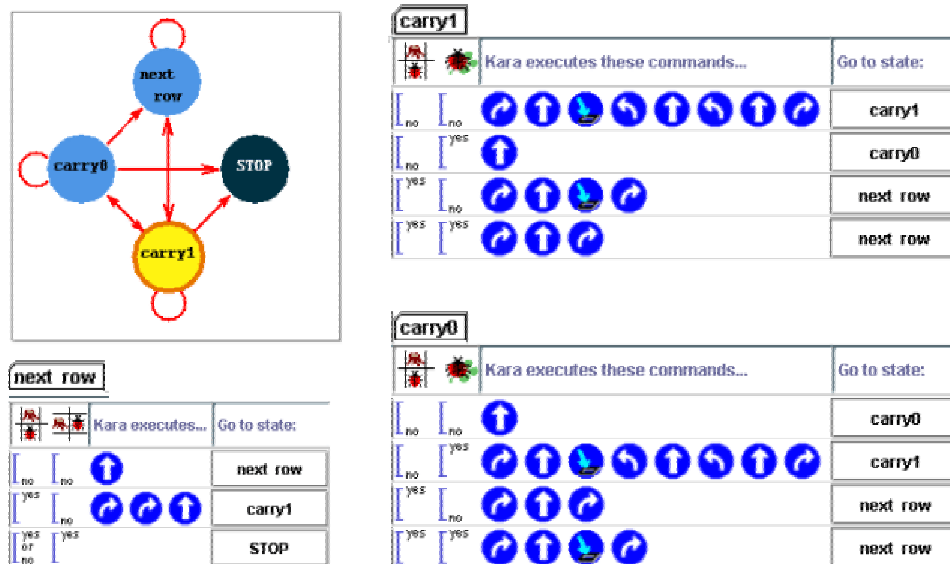 next
row
carry0
STOP
carry1
carry1
Kara executes these commands... Go to state:
no no carry1
no yes carry0
yes no next row
yes yes next row
carry0
Kara executes these commands... Go to state:
no no carry0
no yes carry1
yes no next row
yes yes next row
next row
Kara executes... Go to state:
no no next row
yes no carry1
yes or no yes STOP